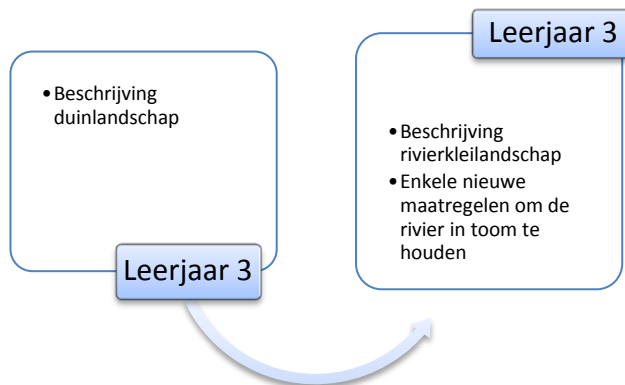 • Beschrijving
duinlandschap
Leerjaar 3
Leerjaar 3
• Beschrijving
rivierkleilandschap
• Enkele nieuwe
maatregelen om de
rivier in toom te
houden